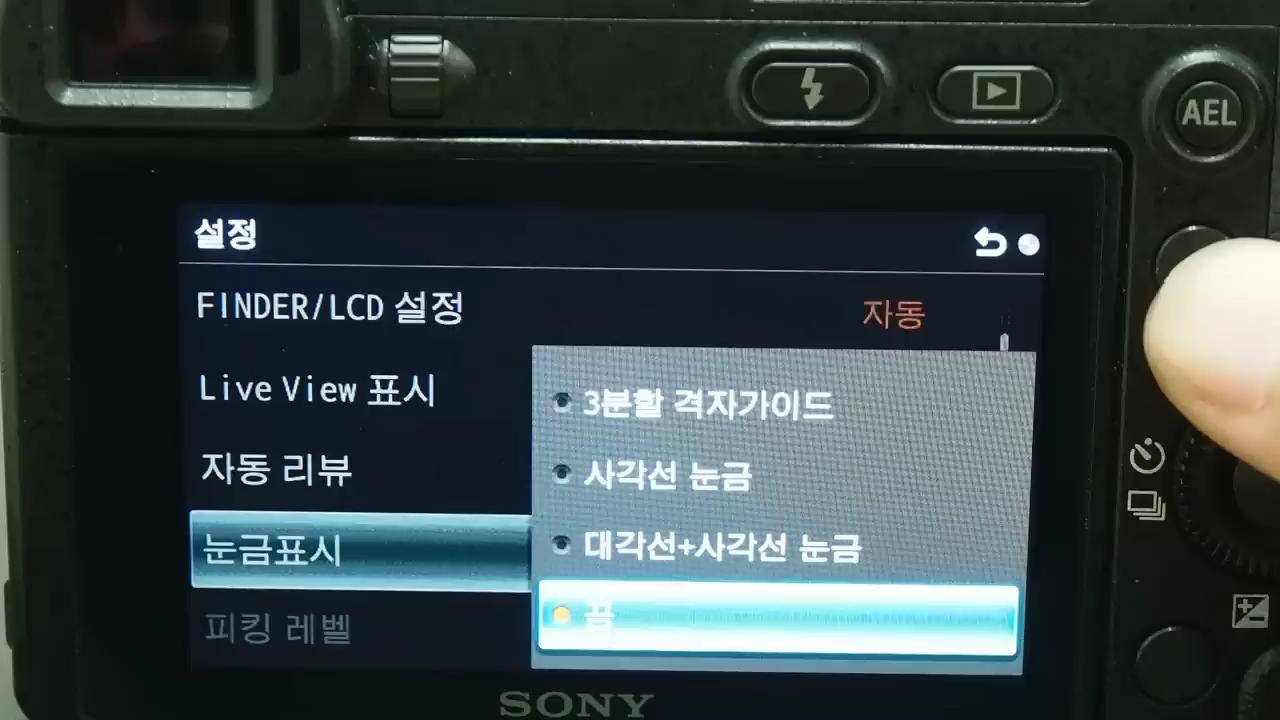 AEL
설정
FINDER/LCD 설정 자동
Live View 표시
자동 리뷰
눈금표시
피킹 레벨
3분할 격자가이드
사각선 눈금
대각선+사각선 눈금
끔
SONY